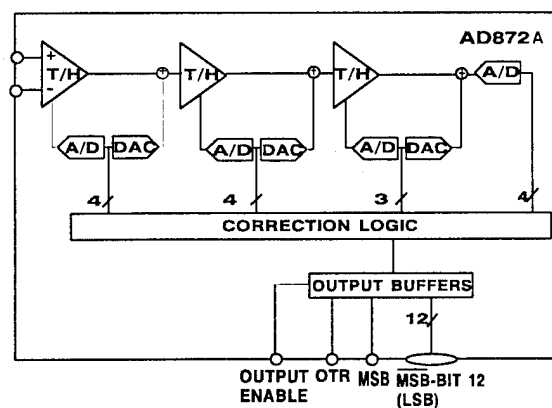 AD872A
+
-
T/H
T/H
T/H
A/D
A/D DAC
A/D DAC
A/D DAC
4
4
3
4
CORRECTION LOGIC
OUTPUT BUFFERS
12
OUTPUT ENABLE
OTR
MSB
MSB-BIT 12
(LSB)